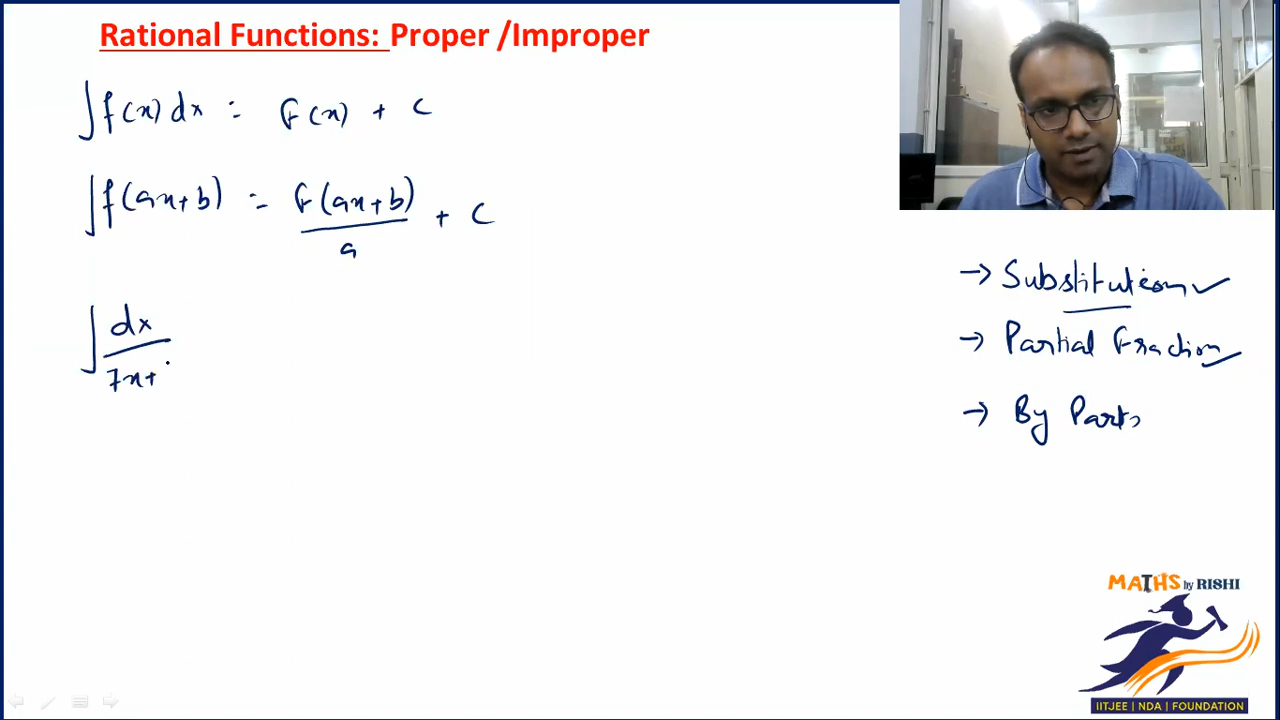 Rational Functions: Proper /Improper
∫f(x) dx = F(x) + c
∫f(ax+b) = F(ax+b)/a + c
∫dx/7x+
→ Substitution ✓
→ Partial Fraction ✓
→ By Parts
MATHS by RISHI
IITJEE | NDA | FOUNDATION